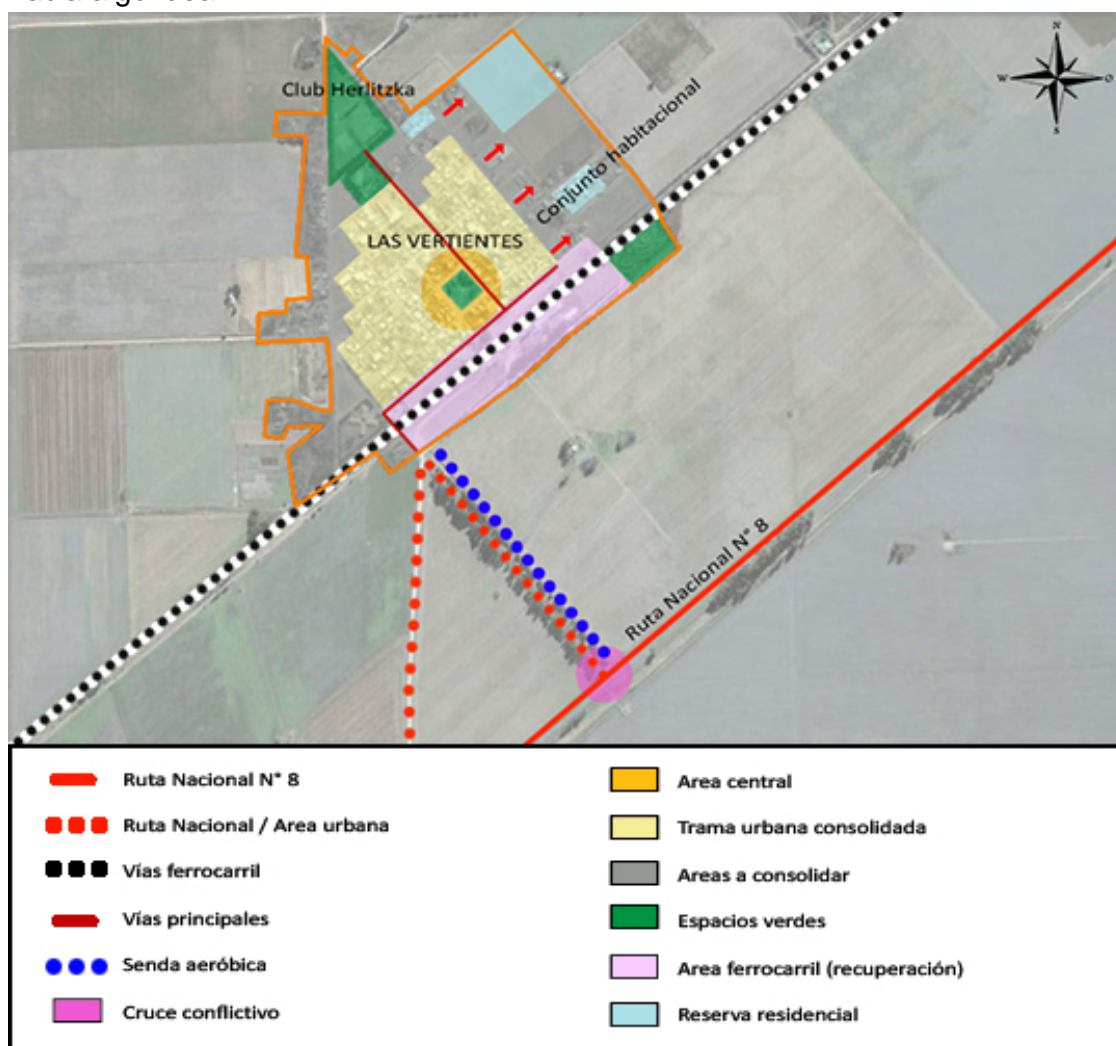 N
W
O
S
Club Herlitzka
Conjunto habitacional
LAS VERTIENTES
Ruta Nacional N° 8
Ruta Nacional N° 8
Ruta Nacional / Area urbana
Vías ferrocarril
Vías principales
Senda aeróbica
Cruce conflictivo
Area central
Trama urbana consolidada
Areas a consolidar
Espacios verdes
Area ferrocarril (recuperación)
Reserva residencial